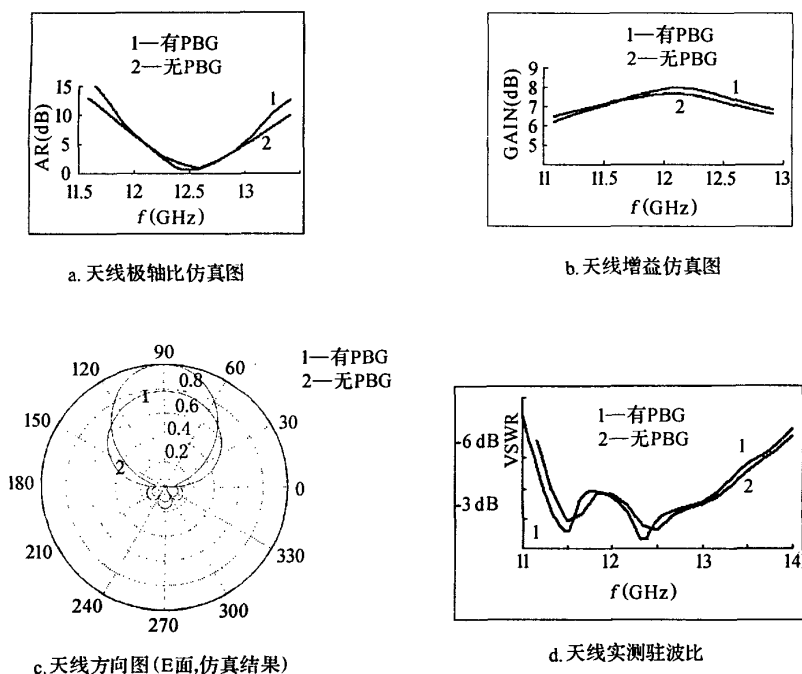 1—有PBG
2—无PBG
AR(dB)
15
10
5
0
1
2
11.5
12
12.5
13
f(GHz)
a.天线极轴比仿真图
1—有PBG
2—无PBG
GAIN(dB)
9
8
7
6
5
1
2
11
11.5
12
12.5
13
f(GHz)
b.天线增益仿真图
1—有PBG
2—无PBG
90
120
60
150
30
180
0
210
330
240
300
270
0.8
0.6
0.4
0.2
1
2
c.天线方向图(E面,仿真结果)
1—有PBG
2—无PBG
VSWR
-6 dB
-3 dB
1
1
2
11
12
13
14
f(GHz)
d.天线实测驻波比